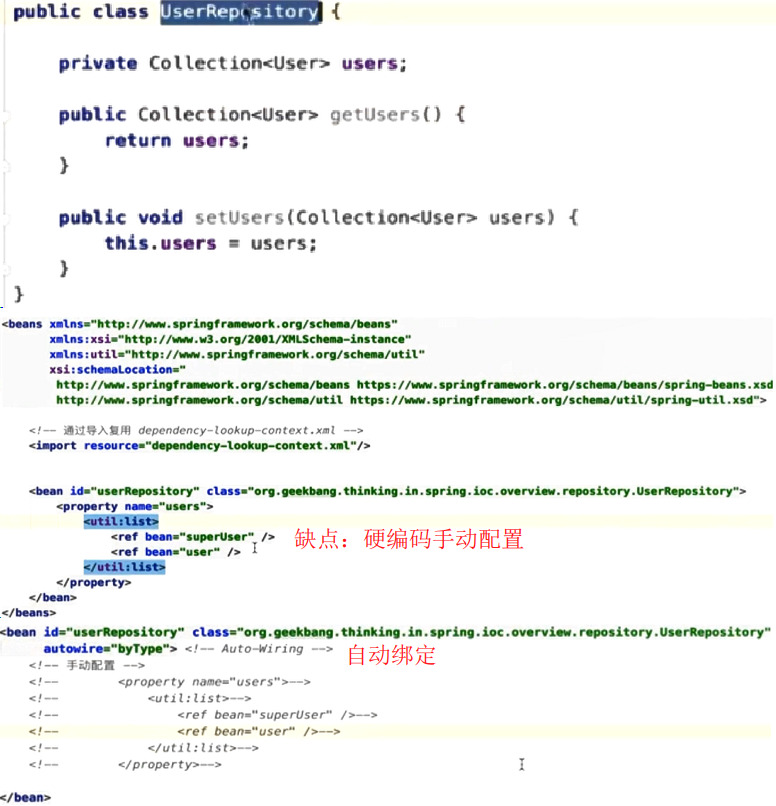 public class UserRepository {
private Collection<User> users;
public Collection<User> getUsers() {
return users;
}
public void setUsers(Collection<User> users) {
this.users = users;
}
}
<beans xmlns="http://www.springframework.org/schema/beans"
xmlns:xsi="http://www.w3.org/2001/XMLSchema-instance"
xmlns:util="http://www.springframework.org/schema/util"
xsi:schemaLocation="
http://www.springframework.org/schema/beans https://www.springframework.org/schema/beans/spring-beans.xsd
http://www.springframework.org/schema/util https://www.springframework.org/schema/util/spring-util.xsd">
<!-- 通过导入复用 dependency-lookup-context.xml -->
<import resource="dependency-lookup-context.xml"/>
<bean id="userRepository" class="org.geekbang.thinking.in.spring.ioc.overview.repository.UserRepository">
<property name="users">
<util:list>
<ref bean="superUser" /> 缺点：硬编码手动配置
<ref bean="user" />
</util:list>
</property>
</bean>
</beans>
<bean id="userRepository" class="org.geekbang.thinking.in.spring.ioc.overview.repository.UserRepository"
autowire="byType"> <!-- Auto-Wiring --> 自动绑定
<!-- 手动配置 -->
<!-- <property name="users">-->
<!-- <util:list>-->
<!-- <ref bean="superUser" />-->
<!-- <ref bean="user" />-->
<!-- </util:list>-->
<!-- </property>-->
</bean>